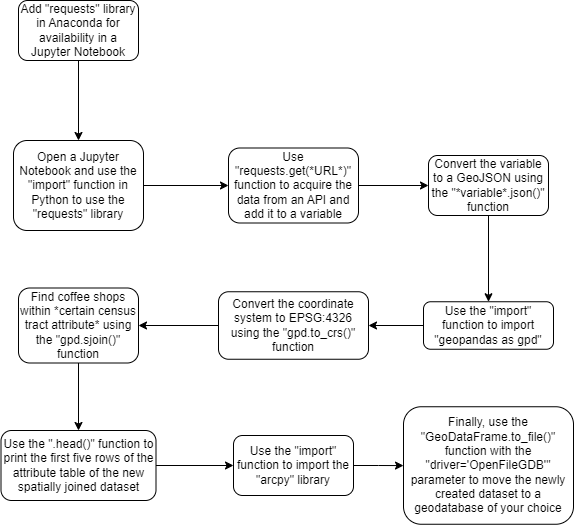 Add "requests" library
in Anaconda for
availability in a
Jupyter Notebook
Open a Jupyter
Notebook and use the
"import" function in
Python to use the
"requests" library
Use
"requests.get(*URL*)"
function to acquire the
data from an API and
add it to a variable
Convert the variable
to a GeoJSON using
the "*variable*.json()"
function
Use the "import"
function to import
"geopandas as gpd"
Convert the coordinate
system to EPSG:4326
using the "gpd.to_crs()"
function
Find coffee shops
within *certain census
tract attribute* using
the "gpd.sjoin()"
function
Use the ".head()" function to
print the first five rows of the
attribute table of the new
spatially joined dataset
Use the "import"
function to import the
"arcpy" library
Finally, use the
"GeoDataFrame.to_file()"
function with the
"driver='OpenFileGDB'"
parameter to move the newly
created dataset to a
geodatabase of your choice